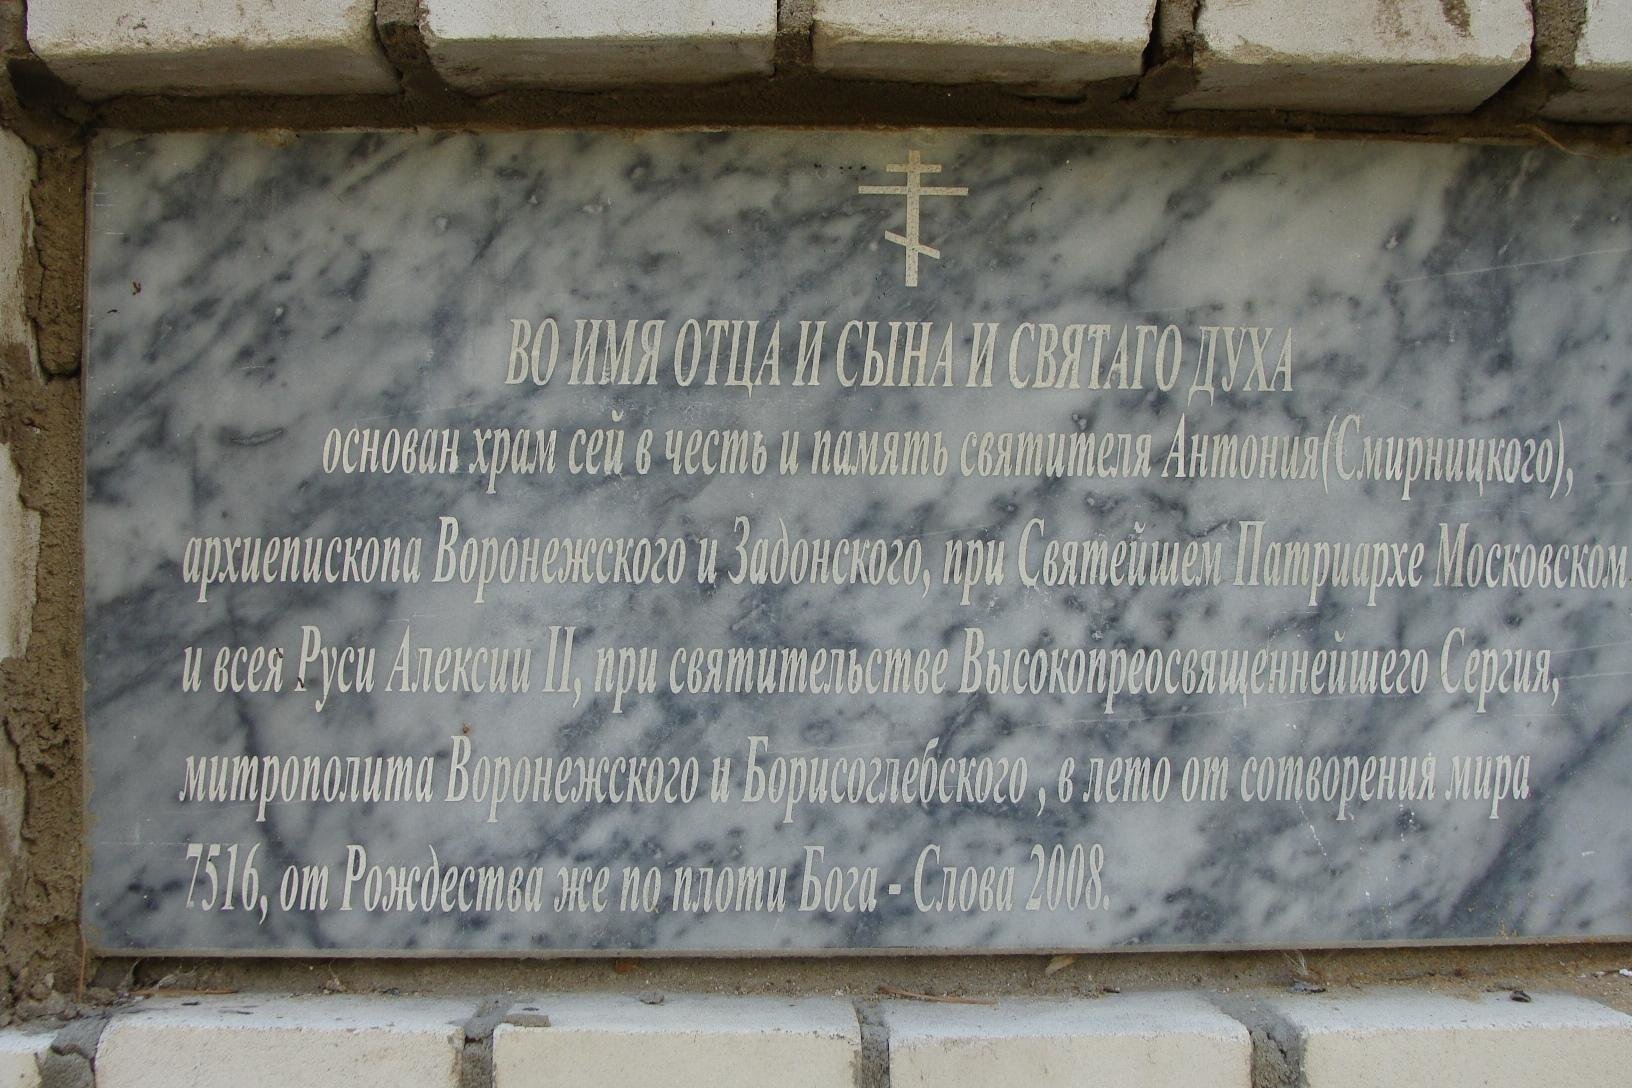 ВО ИМЯ ОТЦА И СЫНА И СВЯТАГО ДУХА
основан храм сей в честь и память святителя Антония(Смирницкого),
архиепископа Воронежского и Задонского, при Святейшем Патриархе Московском
и всея Руси Алексии II, при святительстве Высокопреосвященнейшего Сергия,
митрополита Воронежского и Борисоглебского , в лето от сотворения мира
7516, от Рождества же по плоти Бога - Слова 2008.